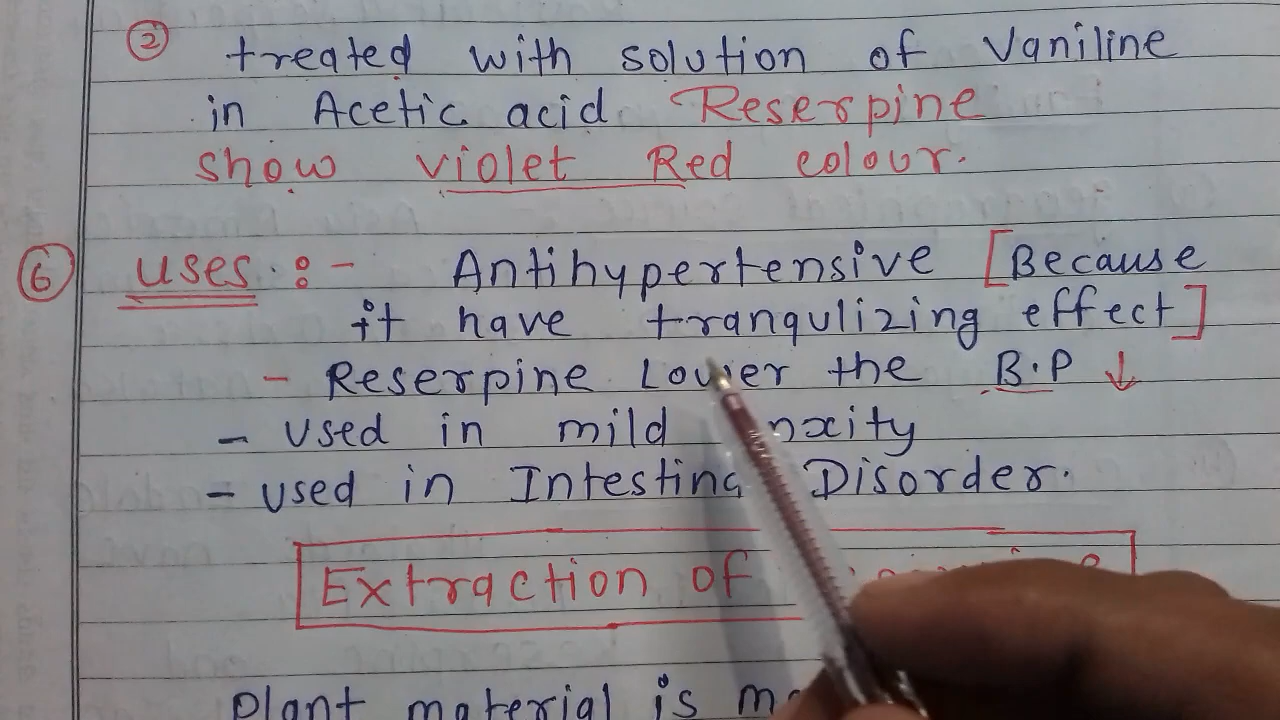 ② treated with solution of Vaniline
in Acetic acid Reserpine
show violet Red colour.
⑥ uses :- Antihypertensive [Because
it have tranqulizing effect]
- Reserpine Lower the B.P ↓
- used in mild
- used in Disorder.
Extraction of
Plant material is